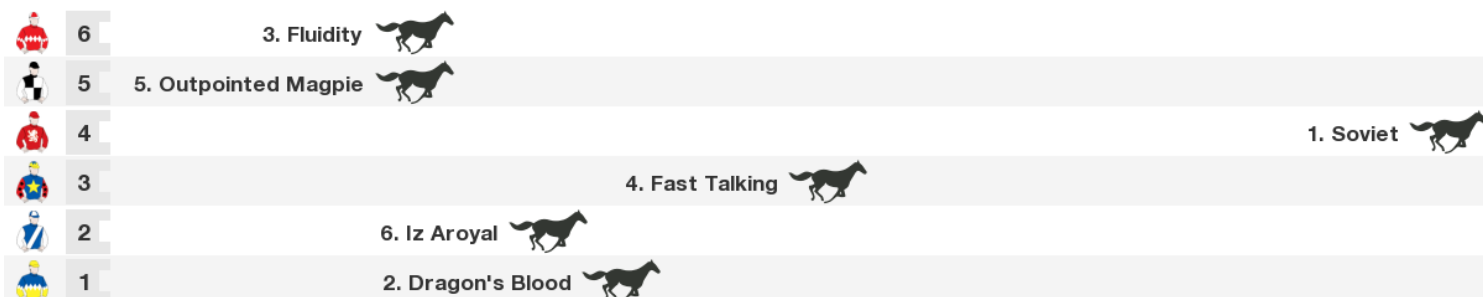 6 3. Fluidity
5 5. Outpointed Magpie
4 1. Soviet
3 4. Fast Talking
2 6. Iz Aroyal
1 2. Dragon's Blood